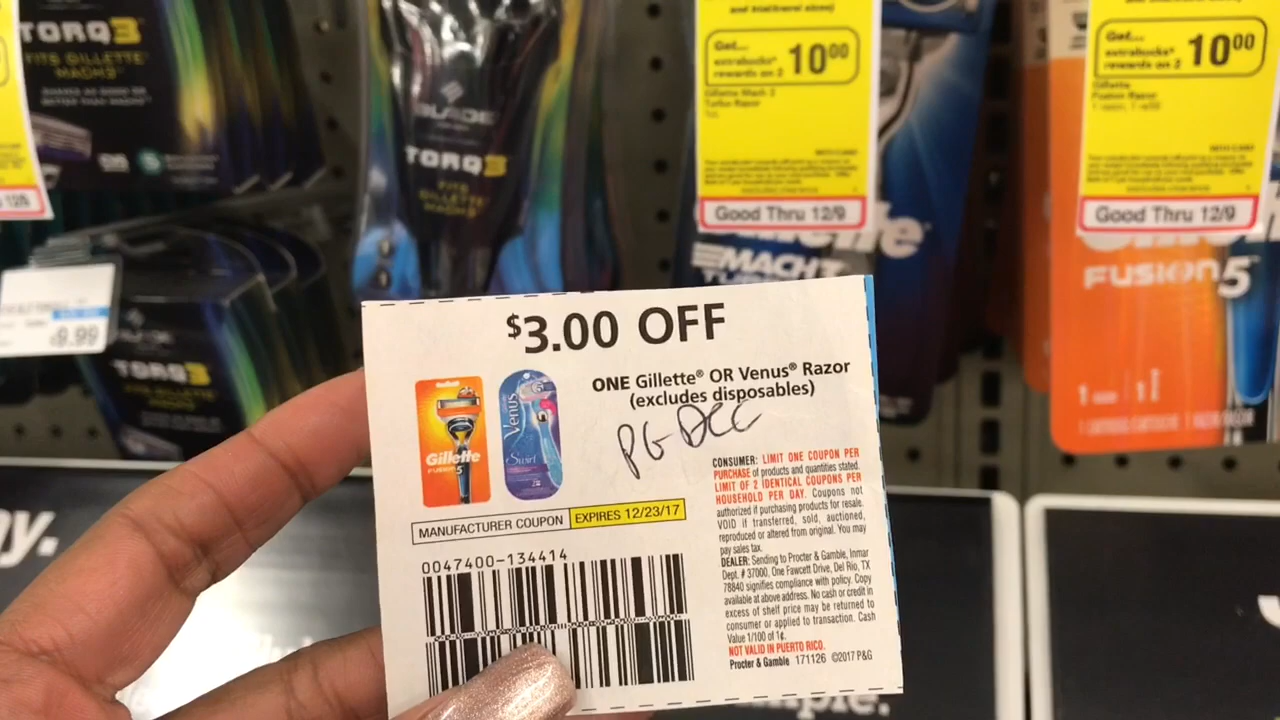 TORQ3
FITS GILLETTE
MACH3
BLADE
TORQ3
FITS
GILLETTE
MACH3
Get...
extrabucks
rewards on 2
10⁰⁰
Gillette Mach 3
Turbo Razor
Good Thru 12/9
MACH
Get...
extrabucks
rewards on 2
10⁰⁰
Gillette
Fusion Razor
Good Thru 12/9
FUSION5
9.99
TORQ3
$3.00 OFF
ONE Gillette® OR Venus® Razor
(excludes disposables)
PG DEC
Gillette
FUSION5
Venus
Swirl
MANUFACTURER COUPON EXPIRES 12/23/17
0047400-134414
CONSUMER: LIMIT ONE COUPON PER
PURCHASE of products and quantities stated.
LIMIT OF 2 IDENTICAL COUPONS PER
HOUSEHOLD PER DAY. Coupons not
authorized if purchasing products for resale.
VOID if transferred, sold, auctioned,
reproduced or altered from original. You may
pay sales tax.
DEALER: Sending to Procter & Gamble, Inmar
Dept. # 37000, One Fawcett Drive, Del Rio, TX
78840 signifies compliance with policy. Copy
available at above address. No cash or credit in
excess of shelf price may be returned to
consumer or applied to transaction. Cash
Value 1/100 of 1¢.
NOT VALID IN PUERTO RICO.
Procter & Gamble 171126 ©2017 P&G
y.